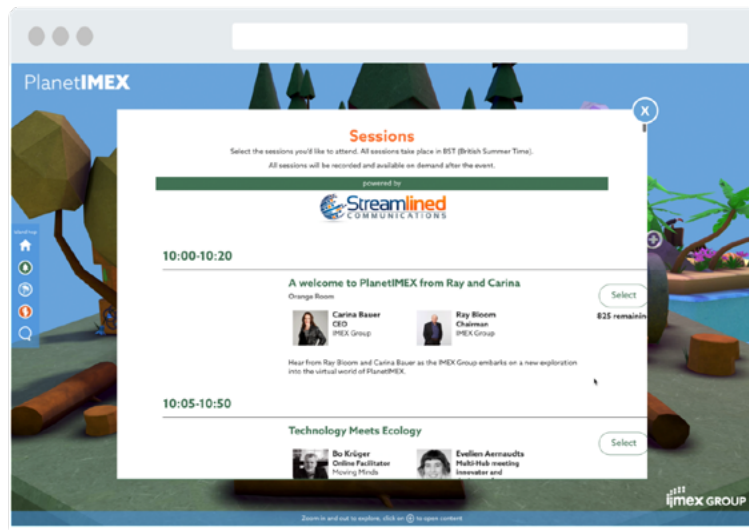 PlanetIMEX
X
Sessions
Select the sessions you'd like to attend. All sessions take place in BST (British Summer Time).
All sessions will be recorded and available on demand after the event.
powered by
Streamlined
COMMUNICATIONS
island map
10:00-10:20
A welcome to PlanetIMEX from Ray and Carina
Orange Room
Select
Carina Bauer
CEO
IMEX Group
Ray Bloom
Chairman
IMEX Group
825 remainin
Hear from Ray Bloom and Carina Bauer as the IMEX Group embarks on a new exploration
into the virtual world of PlanetIMEX.
10:05-10:50
Technology Meets Ecology
Select
Bo Krüger
Online Facilitator
Moving Minds
Evelien Aernaudts
Multi-Hub meeting
innovator and
imex GROUP
Zoom in and out to explore, click on to open content